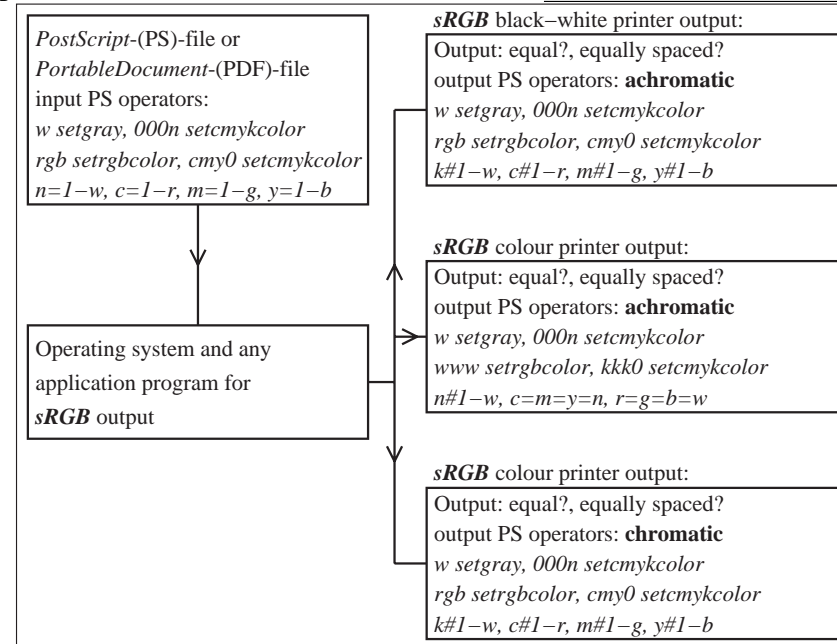 PostScript-(PS)-file or
PortableDocument-(PDF)-file
input PS operators:
w setgray, 000n setcmykcolor
rgb setrgbcolor, cmy0 setcmykcolor
n=1−w, c=1−r, m=1−g, y=1−b
Operating system and any
application program for
sRGB output
sRGB black−white printer output:
Output: equal?, equally spaced?
output PS operators: achromatic
w setgray, 000n setcmykcolor
rgb setrgbcolor, cmy0 setcmykcolor
k#1−w, c#1−r, m#1−g, y#1−b
sRGB colour printer output:
Output: equal?, equally spaced?
output PS operators: achromatic
w setgray, 000n setcmykcolor
www setrgbcolor, kkk0 setcmykcolor
n#1−w, c=m=y=n, r=g=b=w
sRGB colour printer output:
Output: equal?, equally spaced?
output PS operators: chromatic
w setgray, 000n setcmykcolor
rgb setrgbcolor, cmy0 setcmykcolor
k#1−w, c#1−r, m#1−g, y#1−b